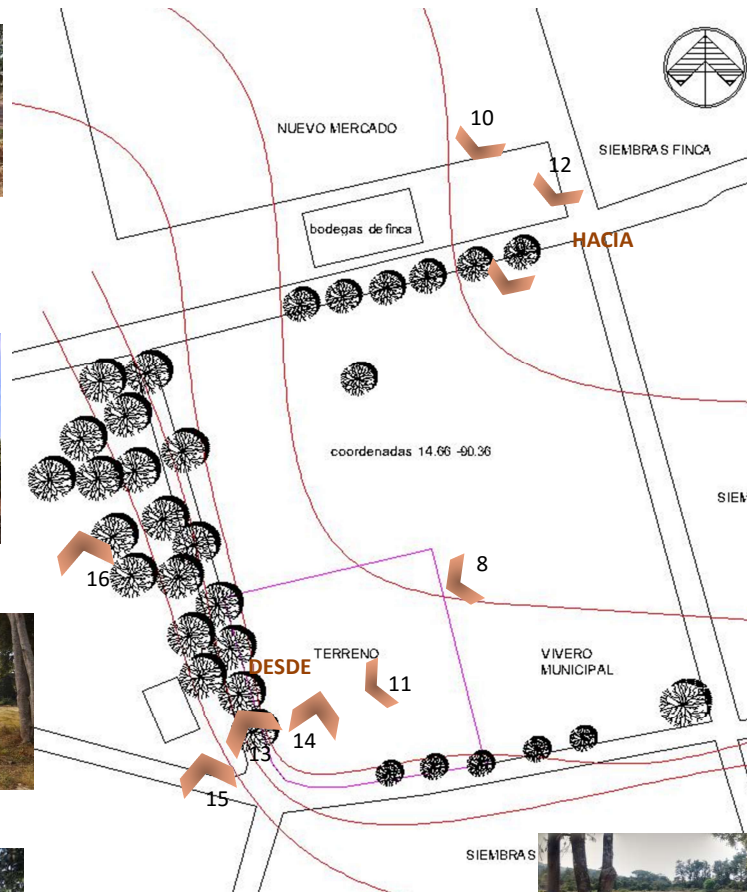 10
NUEVO MERCADO
SIEMBRAS FINCA
12
bodegas de finca
HACIA
coordenadas 14.66 -90.36
SIEM
8
16
TERRENO
VIVERO
MUNICIPAL
DESDE
11
14
13
15
SIEMBRAS